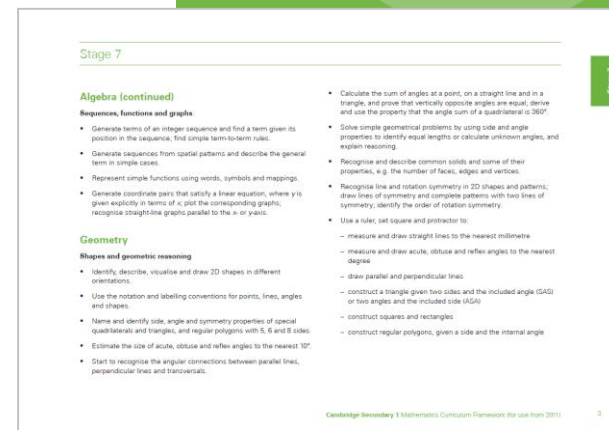 Stage 7
Algebra (continued)
Sequences, functions and graphs
• Generate terms of an integer sequence and find a term given its
position in the sequence; find simple term-to-term rules.
• Generate sequences from spatial patterns and describe the general
term in simple cases.
• Represent simple functions using words, symbols and mappings.
• Generate coordinate pairs that satisfy a linear equation, where y is
given explicitly in terms of x; plot the corresponding graphs;
recognise straight-line graphs parallel to the x- or y-axis.
Geometry
Shapes and geometric reasoning
• Identify, describe, visualise and draw 2D shapes in different
orientations.
• Use the notation and labelling conventions for points, lines, angles
and shapes.
• Name and identify side, angle and symmetry properties of special
quadrilaterals and triangles, and regular polygons with 5, 6 and 8 sides.
• Estimate the size of acute, obtuse and reflex angles to the nearest 10°.
• Start to recognise the angular connections between parallel lines,
perpendicular lines and transversals.
• Calculate the sum of angles at a point, on a straight line and in a
triangle, and prove that vertically opposite angles are equal; derive
and use the property that the angle sum of a quadrilateral is 360°.
• Solve simple geometrical problems by using side and angle
properties to identify equal lengths or calculate unknown angles, and
explain reasoning.
• Recognise and describe common solids and some of their
properties, e.g. the number of faces, edges and vertices.
• Recognise line and rotation symmetry in 2D shapes and patterns;
draw lines of symmetry and complete patterns with two lines of
symmetry; identify the order of rotation symmetry.
• Use a ruler, set square and protractor to:
– measure and draw straight lines to the nearest millimetre
– measure and draw acute, obtuse and reflex angles to the nearest
degree
– draw parallel and perpendicular lines
– construct a triangle given two sides and the included angle (SAS)
or two angles and the included side (ASA)
– construct squares and rectangles
– construct regular polygons, given a side and the internal angle
Cambridge Secondary 1 Mathematics Curriculum Framework (for use from 2011)